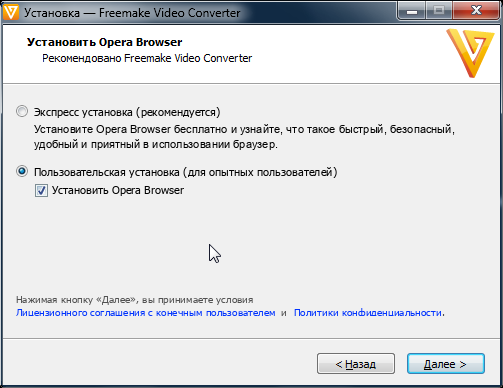 Установка — Freemake Video Converter
Установить Opera Browser
Рекомендовано Freemake Video Converter
Экспресс установка (рекомендуется)
Установите Opera Browser бесплатно и узнайте, что такое быстрый, безопасный,
удобный и приятный в использовании браузер.
Пользовательская установка (для опытных пользователей)
Установить Opera Browser
Нажимая кнопку «Далее», вы принимаете условия
Лицензионного соглашения с конечным пользователем и Политики конфиденциальности.
< Назад
Далее >